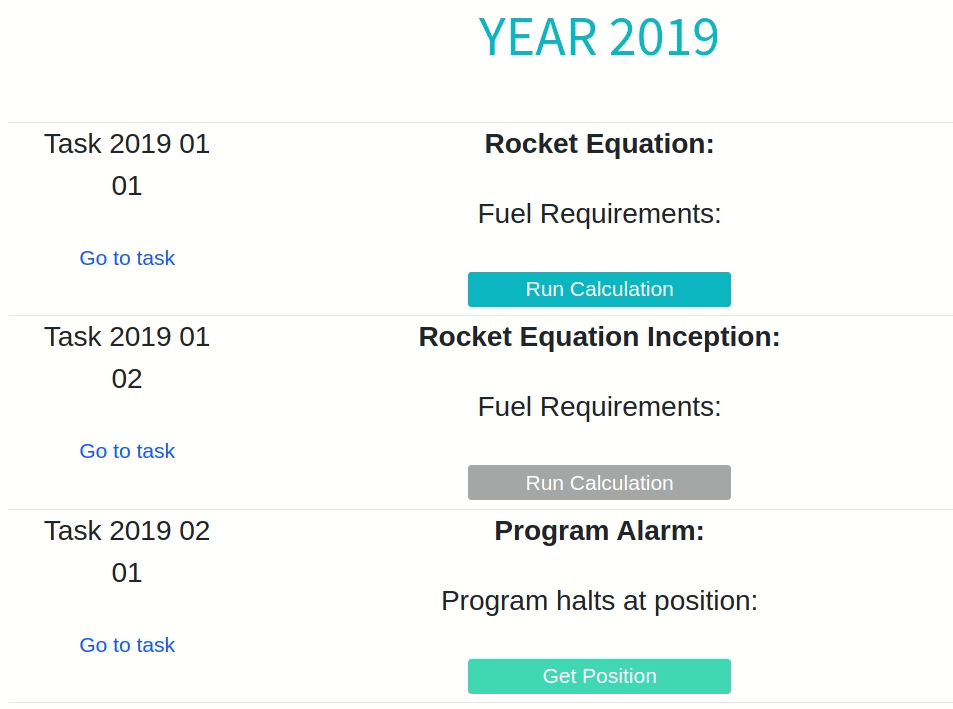 YEAR 2019
Task 2019 01
01
Go to task
Rocket Equation:
Fuel Requirements:
Run Calculation
Task 2019 01
02
Go to task
Rocket Equation Inception:
Fuel Requirements:
Run Calculation
Task 2019 02
01
Go to task
Program Alarm:
Program halts at position:
Get Position